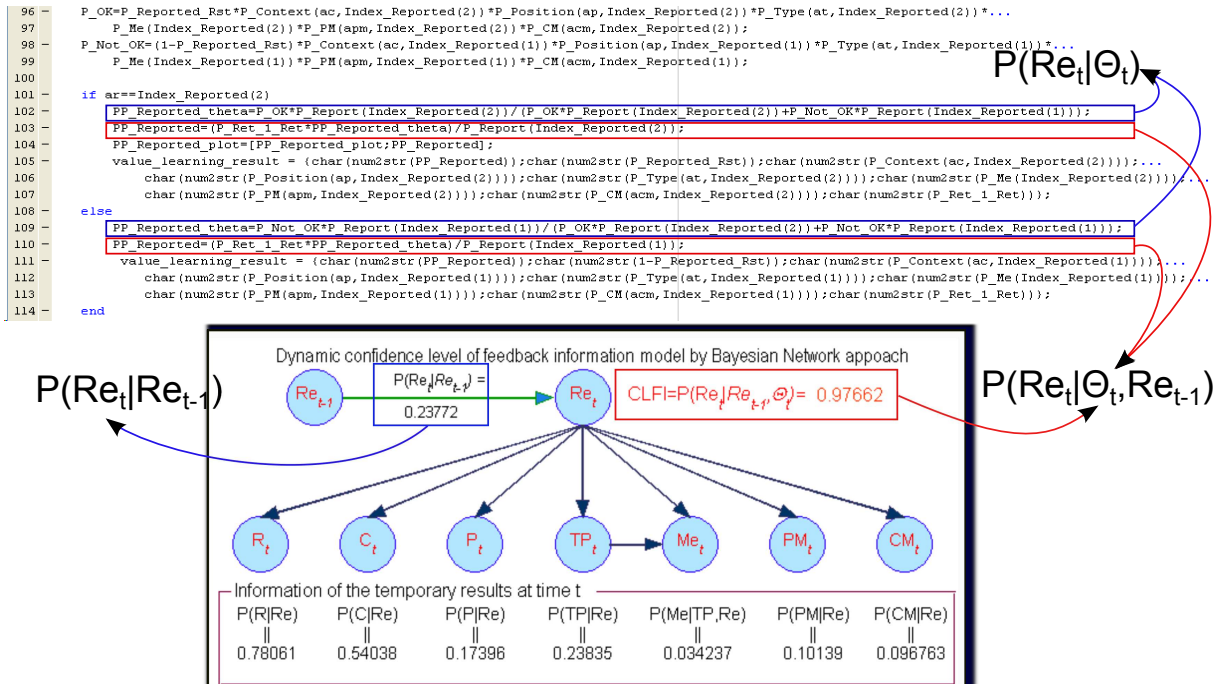 96 - P_OK=P_Reported_Rst*P_Context(ac,Index_Reported(2))*P_Position(ap,Index_Reported(2))*P_Type(at,Index_Reported(2))*...
97 P_Me(Index_Reported(2))*P_PM(apm,Index_Reported(2))*P_CM(acm,Index_Reported(2));
98 - P_Not_OK=(1-P_Reported_Rst)*P_Context(ac,Index_Reported(1))*P_Position(ap,Index_Reported(1))*P_Type(at,Index_Reported(1))*...
99 P_Me(Index_Reported(1))*P_PM(apm,Index_Reported(1))*P_CM(acm,Index_Reported(1));
P(Re_t|Θ_t)
100
101 - if ar==Index_Reported(2)
102 - PP_Reported_theta=P_OK*P_Report(Index_Reported(2))/(P_OK*P_Report(Index_Reported(2))+P_Not_OK*P_Report(Index_Reported(1)));
103 - PP_Reported=(P_Ret_1_Ret*PP_Reported_theta)/P_Report(Index_Reported(2));
104 - PP_Reported_plot=[PP_Reported_plot;PP_Reported];
105 - value_learning_result = {char(num2str(PP_Reported));char(num2str(P_Reported_Rst));char(num2str(P_Context(ac,Index_Reported(2))));...
106 char(num2str(P_Position(ap,Index_Reported(2))));char(num2str(P_Type(at,Index_Reported(2))));char(num2str(P_Me(Index_Reported(2))));...
107 char(num2str(P_PM(apm,Index_Reported(2))));char(num2str(P_CM(acm,Index_Reported(2))));char(num2str(P_Ret_1_Ret)));
108 - else
109 - PP_Reported_theta=P_Not_OK*P_Report(Index_Reported(1))/(P_OK*P_Report(Index_Reported(2))+P_Not_OK*P_Report(Index_Reported(1)));
110 - PP_Reported=(P_Ret_1_Ret*PP_Reported_theta)/P_Report(Index_Reported(1));
111 - value_learning_result = {char(num2str(PP_Reported));char(num2str(1-P_Reported_Rst));char(num2str(P_Context(ac,Index_Reported(1))));...
112 char(num2str(P_Position(ap,Index_Reported(1))));char(num2str(P_Type(at,Index_Reported(1))));char(num2str(P_Me(Index_Reported(1))));...
113 char(num2str(P_PM(apm,Index_Reported(1))));char(num2str(P_CM(acm,Index_Reported(1))));char(num2str(P_Ret_1_Ret)));
114 - end
Dynamic confidence level of feedback information model by Bayesian Network appoach
P(Re_t|Re_t-1)
Re_t-1
P(Re_t|Re_t-1) =
0.23772
Re_t
CLFI=P(Re_t|Re_t-1,Θ_t)= 0.97662
P(Re_t|Θ_t,Re_t-1)
R_t C_t P_t TP_t Me_t PM_t CM_t
Information of the temporary results at time t
P(R|Re) P(C|Re) P(P|Re) P(TP|Re) P(Me|TP,Re) P(PM|Re) P(CM|Re)
|| || || || || || ||
0.78061 0.54038 0.17396 0.23835 0.034237 0.10139 0.096763